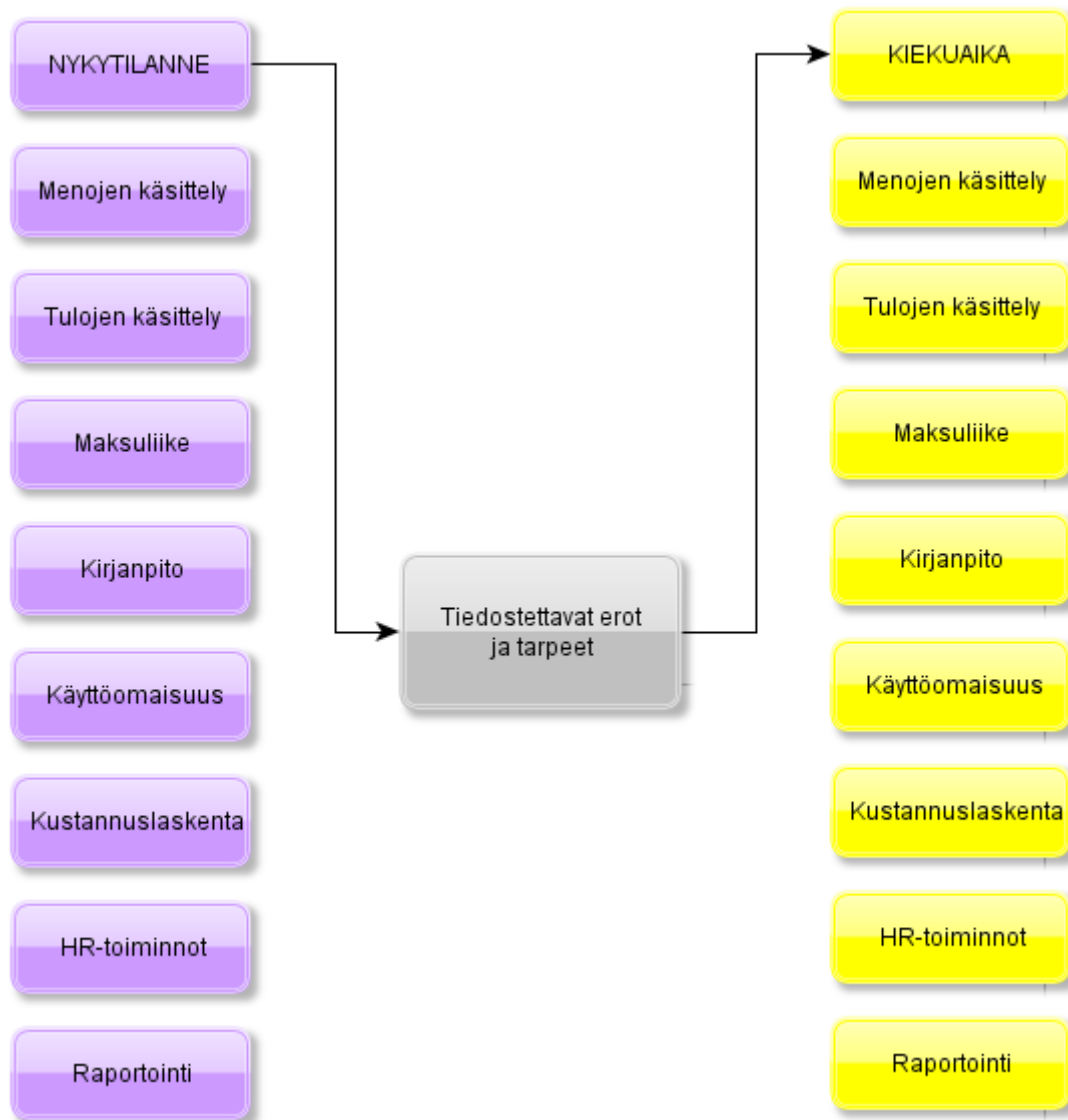 NYKYTILANNE
Menojen käsittely
Tulojen käsittely
Maksuliike
Kirjanpito
Käyttöomaisuus
Kustannuslaskenta
HR-toiminnot
Raportointi
Tiedostettavat erot
ja tarpeet
KIEKUAIKA
Menojen käsittely
Tulojen käsittely
Maksuliike
Kirjanpito
Käyttöomaisuus
Kustannuslaskenta
HR-toiminnot
Raportointi